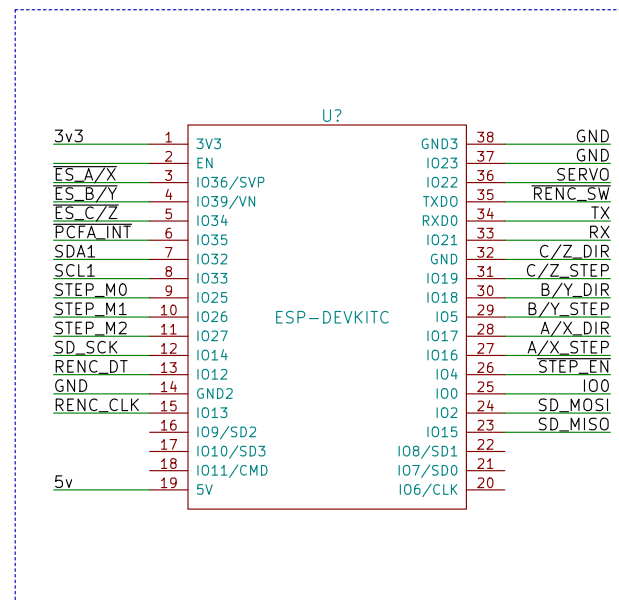 U?
3v3 1 3V3 GND3 38 GND
2 EN IO23 37 GND
ES_A/X 3 IO36/SVP IO22 36 SERVO
ES_B/Y 4 IO39/VN TXD0 35 RENC_SW
ES_C/Z 5 IO34 RXD0 34 TX
PCFA_INT 6 IO35 IO21 33 RX
SDA1 7 IO32 GND 32 C/Z_DIR
SCL1 8 IO33 IO19 31 C/Z_STEP
STEP_M0 9 IO25 IO18 30 B/Y_DIR
STEP_M1 10 IO26 ESP-DEVKITC IO5 29 B/Y_STEP
STEP_M2 11 IO27 IO17 28 A/X_DIR
SD_SCK 12 IO14 IO16 27 A/X_STEP
RENC_DT 13 IO12 IO4 26 STEP_EN
GND 14 GND2 IO0 25 IO0
RENC_CLK 15 IO13 IO2 24 SD_MOSI
16 IO9/SD2 IO15 23 SD_MISO
17 IO10/SD3 IO8/SD1 22
18 IO11/CMD IO7/SD0 21
5v 19 5V IO6/CLK 20